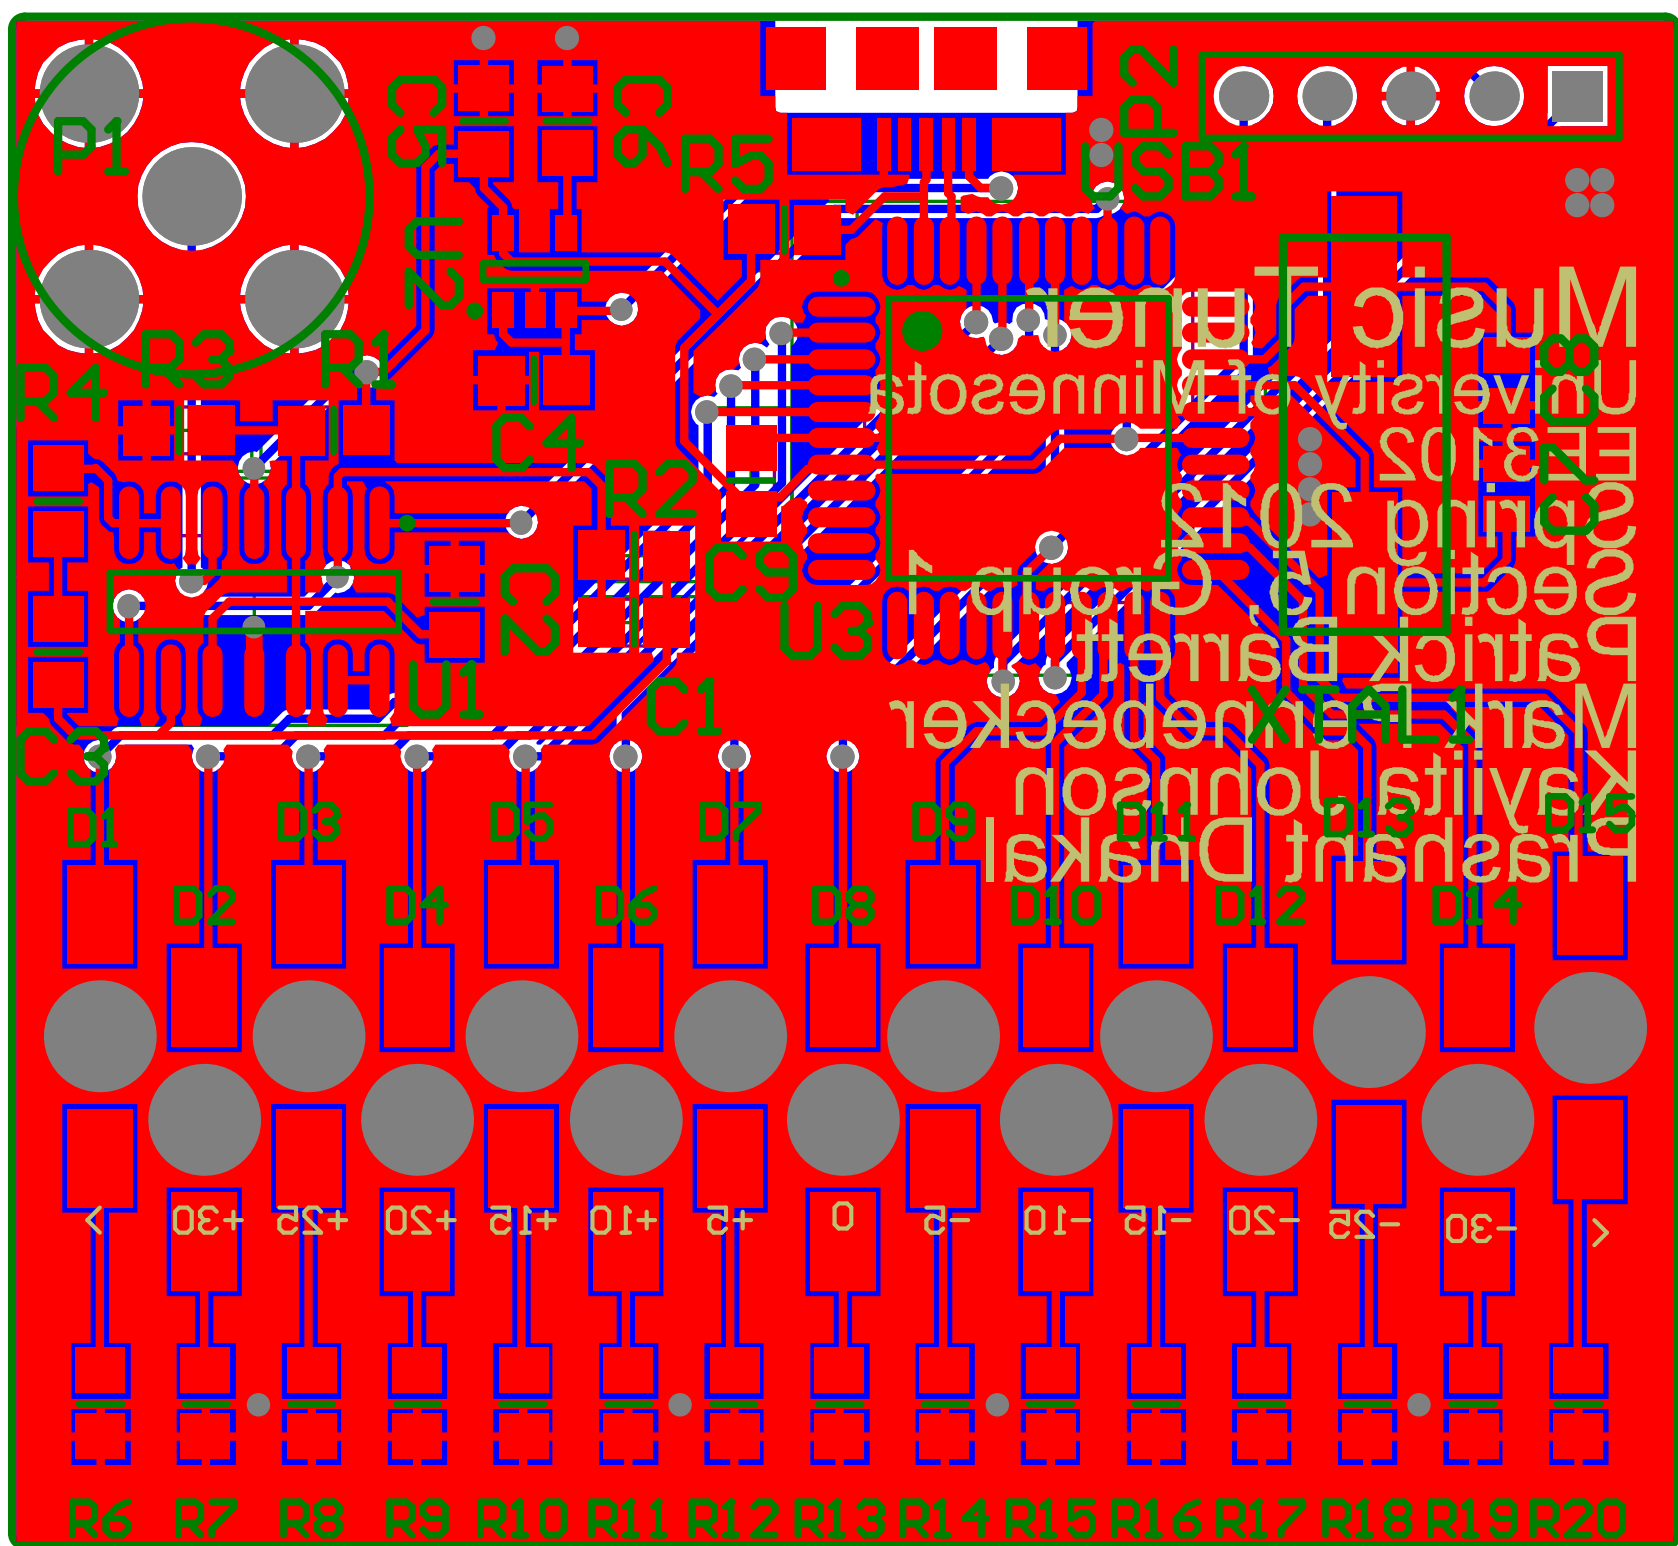 P1
C5
C6
R5
P2
USB1
U2
R4
R3
R1
C4
R2
C9
U3
C2
U1
C1
C3
C8
C7
XTAL1
Music Tuner
University of Minnesota
EE3102
Spring 2012
Section 5, Group 1
Patrick Barrett
Kayiita Johnson
Prashant Dhakal
D1
D3
D5
D7
D9
D11
D13
D15
D2
D4
D6
D8
D10
D12
D14
< +30 +25 +20 +15 +10 +5 0 -5 -10 -15 -20 -25 -30 >
R6 R7 R8 R9 R10 R11 R12 R13 R14 R15 R16 R17 R18 R19 R20